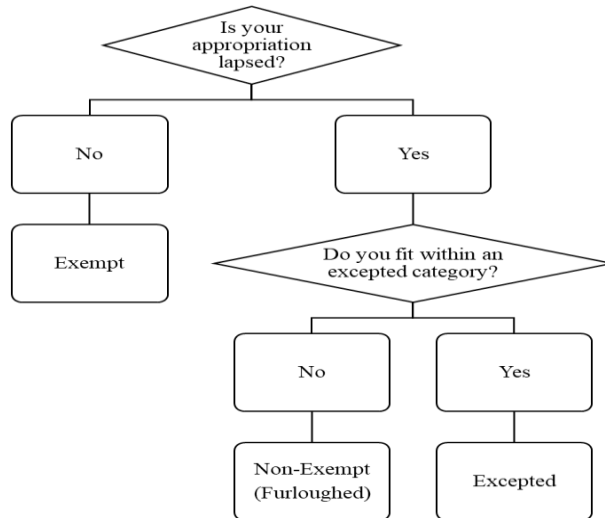 Is your
appropriation
lapsed?
No
Yes
Exempt
Do you fit within an
excepted category?
No
Yes
Non-Exempt
(Furloughed)
Excepted